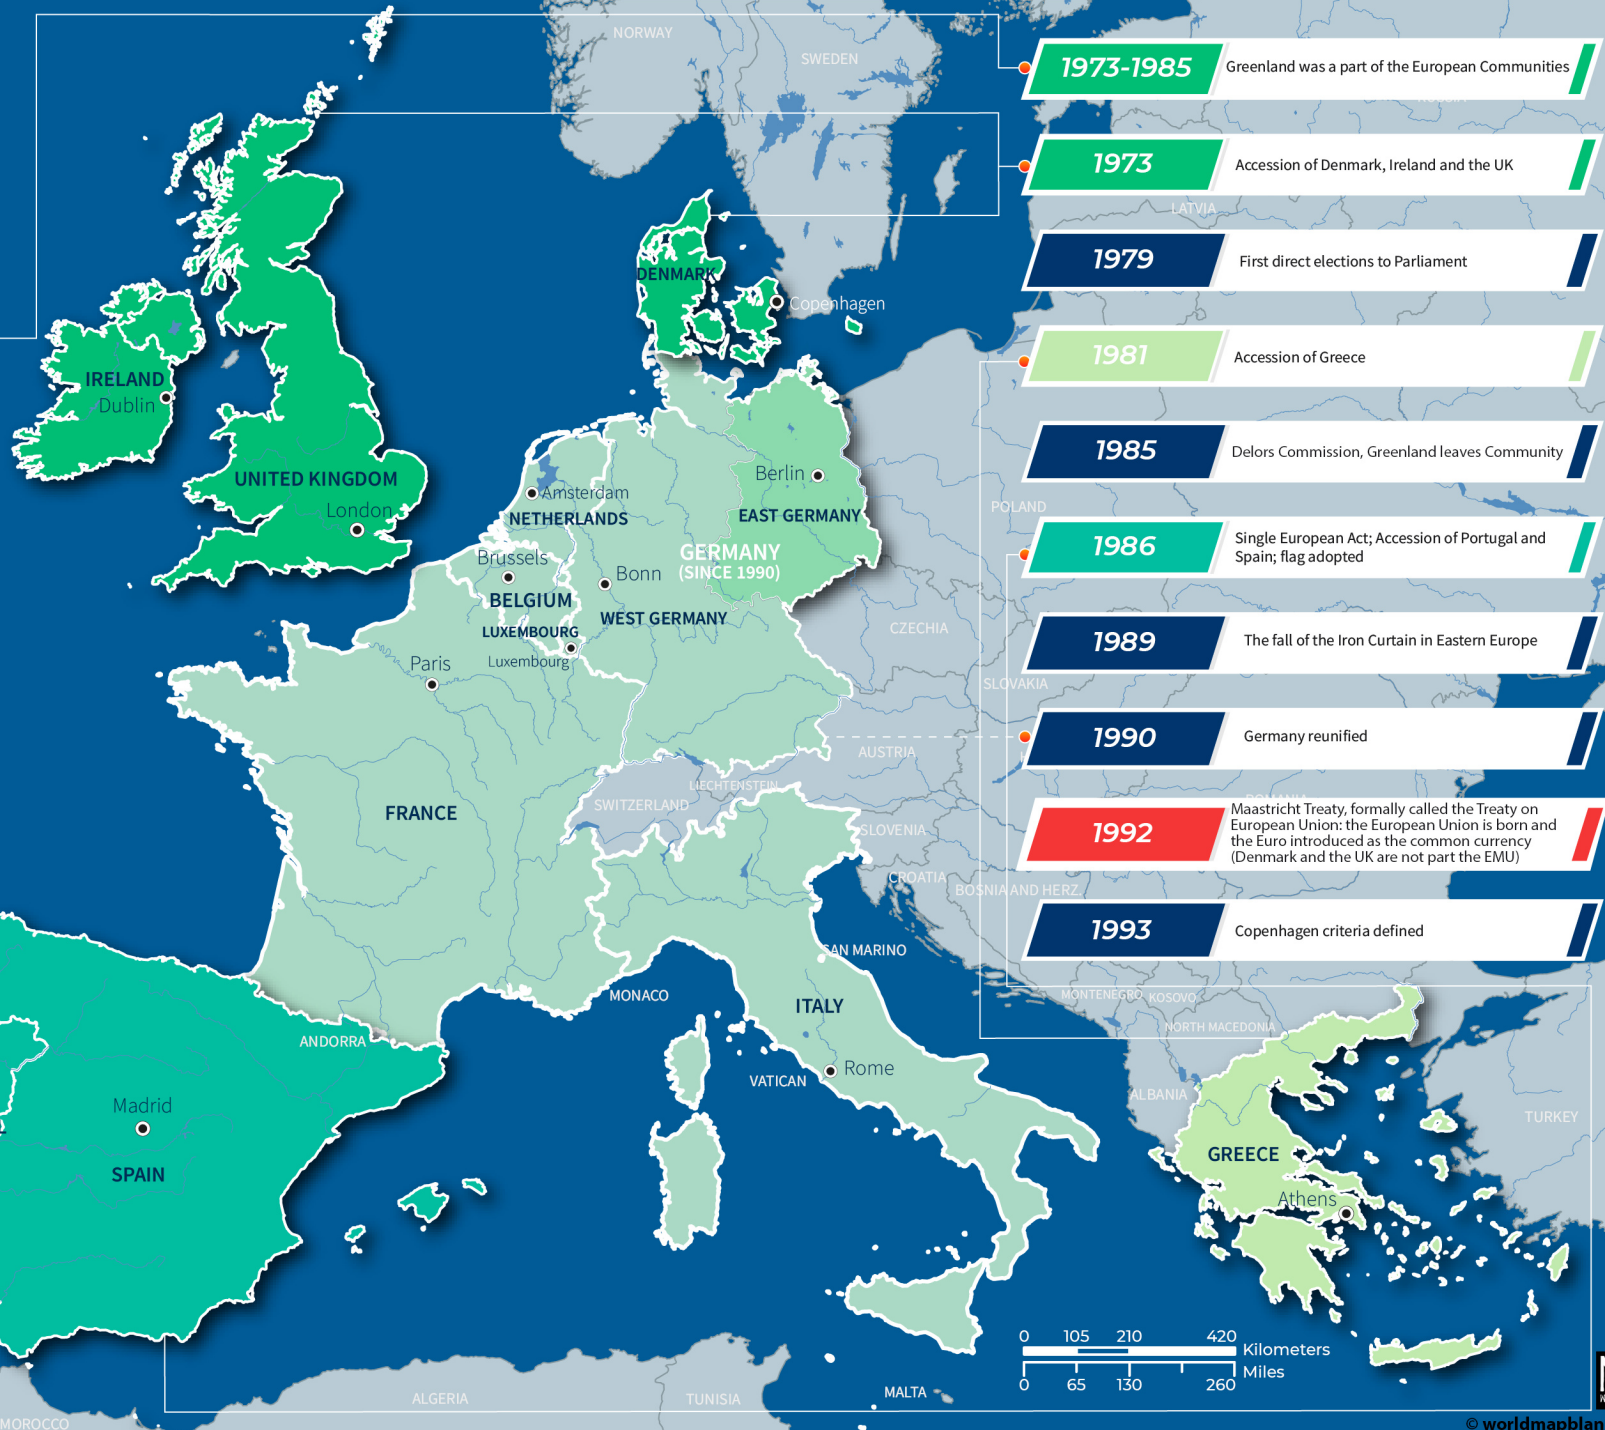 NORWAY
SWEDEN
1973-1985
Greenland was a part of the European Communities
1973
Accession of Denmark, Ireland and the UK
LATVIA
1979
First direct elections to Parliament
DENMARK
Copenhagen
1981
Accession of Greece
IRELAND
Dublin
1985
Delors Commission, Greenland leaves Community
UNITED KINGDOM
London
Berlin
Amsterdam
NETHERLANDS
EAST GERMANY
POLAND
1986
Single European Act; Accession of Portugal and
Spain; flag adopted
GERMANY
(SINCE 1990)
Brussels
Bonn
BELGIUM
WEST GERMANY
CZECHIA
LUXEMBOURG
Luxembourg
1989
The fall of the Iron Curtain in Eastern Europe
Paris
SLOVAKIA
1990
Germany reunified
AUSTRIA
LIECHTENSTEIN
SWITZERLAND
FRANCE
SLOVENIA
1992
Maastricht Treaty, formally called the Treaty on
European Union: the European Union is born and
the Euro introduced as the common currency
(Denmark and the UK are not part the EMU)
CROATIA
BOSNIA AND HERZ.
1993
Copenhagen criteria defined
SAN MARINO
MONACO
ITALY
MONTENEGRO
KOSOVO
NORTH MACEDONIA
ANDORRA
Rome
VATICAN
ALBANIA
TURKEY
Madrid
SPAIN
GREECE
Athens
0 105 210 420
Kilometers
Miles
0 65 130 260
ALGERIA
TUNISIA
MALTA
MOROCCO
© worldmapblan